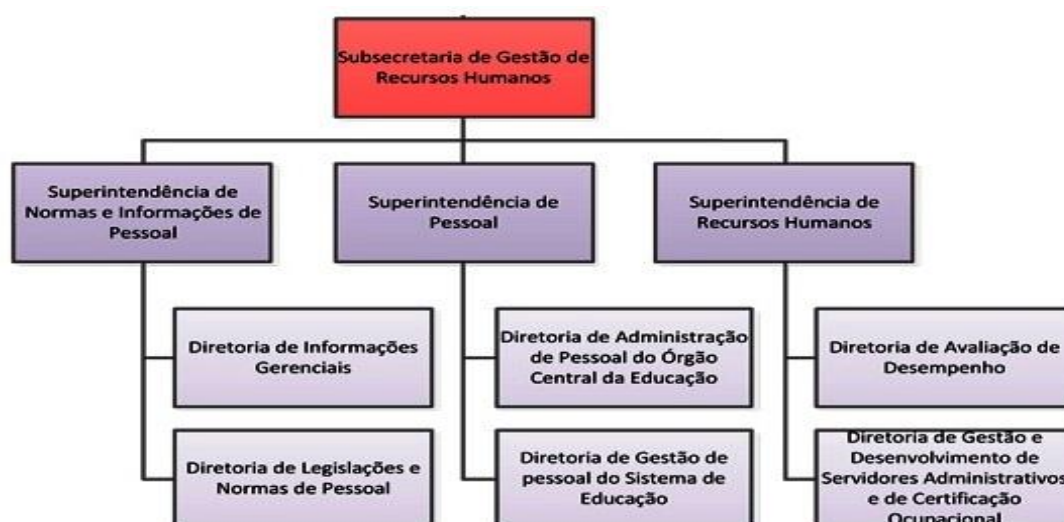 Subsecretaria de Gestão de
Recursos Humanos
Superintendência de
Normas e Informações de
Pessoal
Superintendência de
Pessoal
Superintendência de
Recursos Humanos
Diretoria de Informações
Gerenciais
Diretoria de Administração
de Pessoal do Órgão
Central da Educação
Diretoria de Avaliação de
Desempenho
Diretoria de Legislações e
Normas de Pessoal
Diretoria de Gestão de
pessoal do Sistema de
Educação
Diretoria de Gestão e
Desenvolvimento de
Servidores Administrativos
e de Certificação
Ocupacional